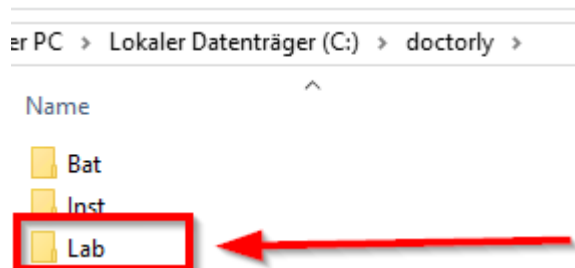 er PC > Lokaler Datenträger (C:) > doctorly >
Name
Bat
Inst
Lab